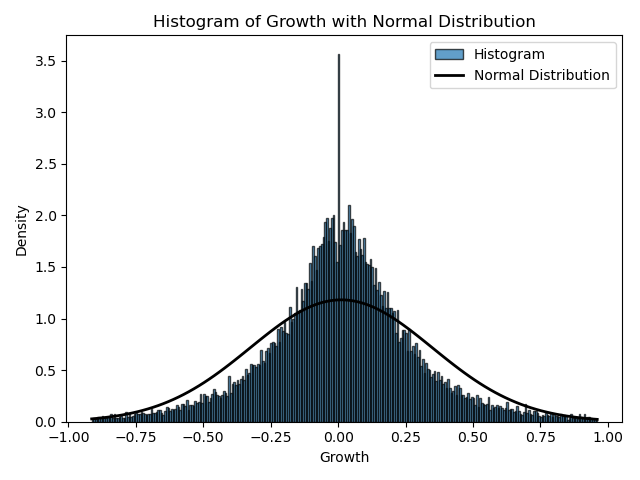 Histogram of Growth with Normal Distribution
Histogram
Normal Distribution
3.5
3.0
2.5
2.0
1.5
1.0
0.5
0.0
Density
−1.00 −0.75 −0.50 −0.25 0.00 0.25 0.50 0.75 1.00
Growth